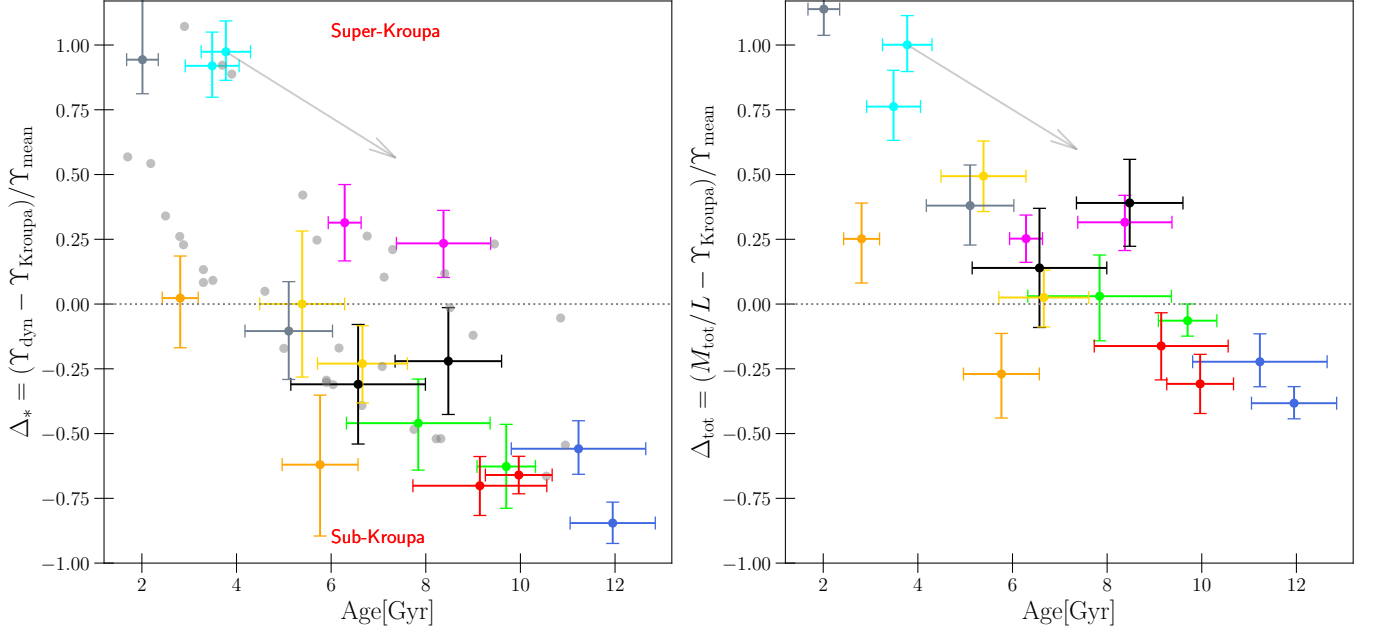 Super-Kroupa
Sub-Kroupa
1.00
0.75
0.50
0.25
0.00
−0.25
−0.50
−0.75
−1.00
2 4 6 8 10 12
Age[Gyr]
Δ* = (ϒdyn − ϒKroupa)/ϒmean
1.00
0.75
0.50
0.25
0.00
−0.25
−0.50
−0.75
−1.00
2 4 6 8 10 12
Age[Gyr]
Δtot = (Mtot/L − ϒKroupa)/ϒmean